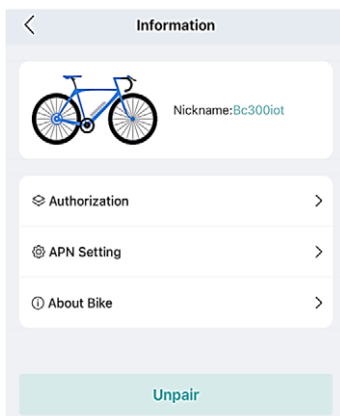 Information
Nickname:Bc300iot
Authorization
APN Setting
About Bike
Unpair